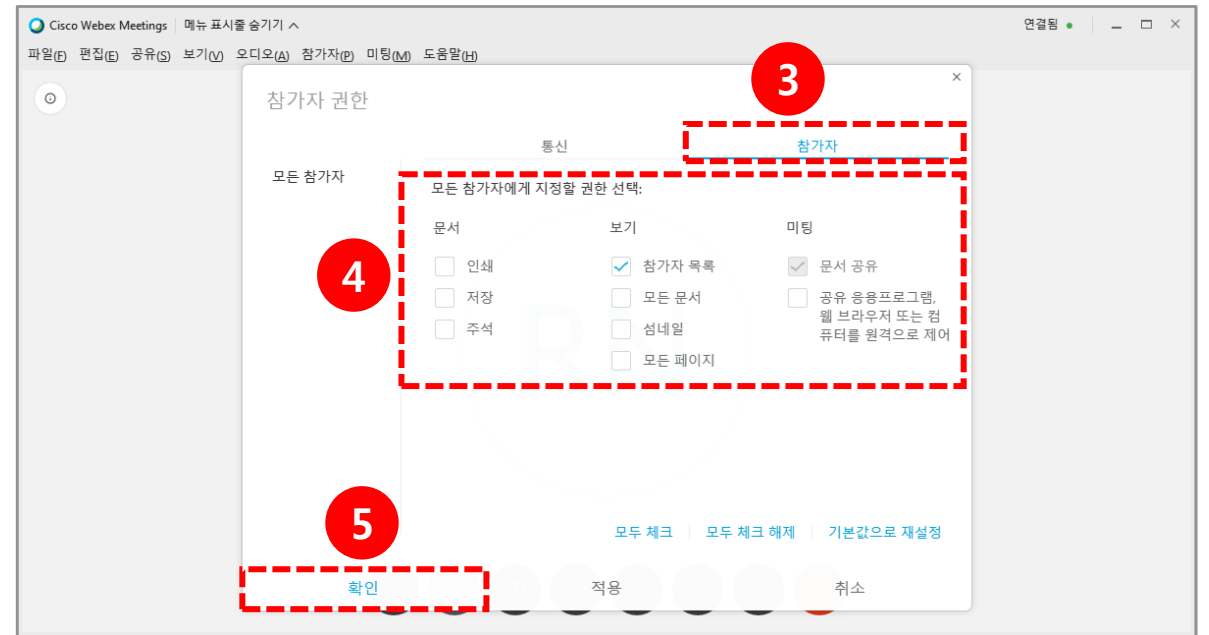 Cisco Webex Meetings 메뉴 표시줄 숨기기 연결됨
파일(F) 편집(E) 공유(S) 보기(V) 오디오(A) 참가자(P) 미팅(M) 도움말(H)
참가자 권한
3
통신 참가자
모든 참가자
모든 참가자에게 지정할 권한 선택:
4
문서 보기 미팅
인쇄 참가자 목록 문서 공유
저장 모든 문서 공유 응용프로그램,
웹 브라우저 또는 컴
주석 섬네일 퓨터를 원격으로 제어
모든 페이지
5
모두 체크 모두 체크 해제 기본값으로 재설정
확인 적용 취소